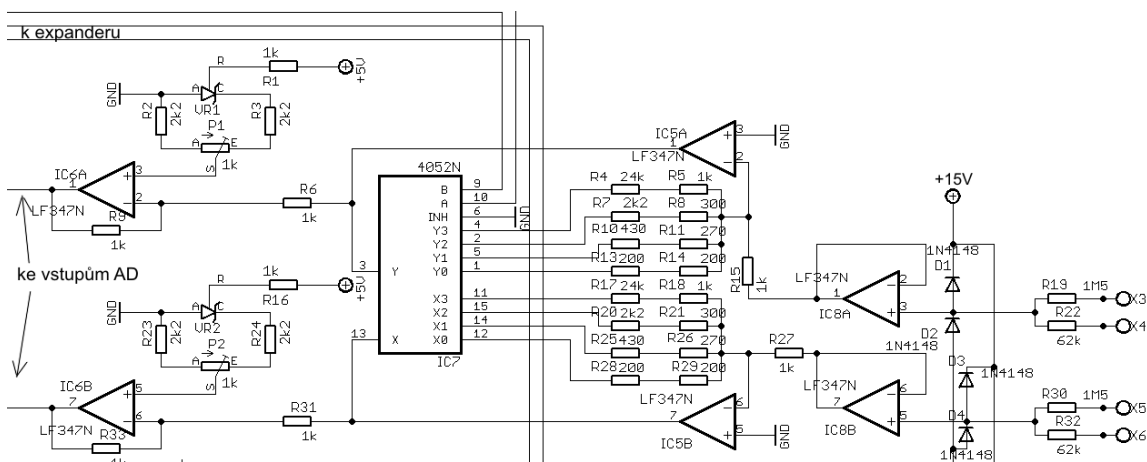 k expanderu
1k
R
R1
+5V
GND
A
C
R2
2k2
VR1
R3
2k2
P1
A
E
S
1k
IC6A
1
3
2
LF347N
R9
1k
R6
1k
ke vstupům AD
1k
R
R16
+5V
GND
A
C
R23
2k2
VR2
R24
2k2
P2
A
E
S
1k
IC6B
7
5
6
LF347N
R33
1k
R31
1k
4052N
B 9
A 10
INH 6
Y3 4
Y2 2
Y1 5
3 Y Y0 1
X3 11
X2 15
X1 14
13 X X0 12
IC7
GND
IC5A
1
3
2
LF347N
GND
R4 24k R5 1k
R7 2k2 R8 300
R10 430 R11 270
R13 200 R14 200
R17 24k R18 1k
R20 2k2 R21 300
R25 430 R26 270
R28 200 R29 200
R15
1k
R27
1k
LF347N
7
6
5
IC5B
GND
LF347N
1
2
3
IC8A
LF347N
7
6
5
IC8B
+15V
1N4148
D1
D2
1N4148
D3
1N4148
D4
1N4148
R19 1M5
X3
R22
62k
X4
R30 1M5
X5
R32
62k
X6